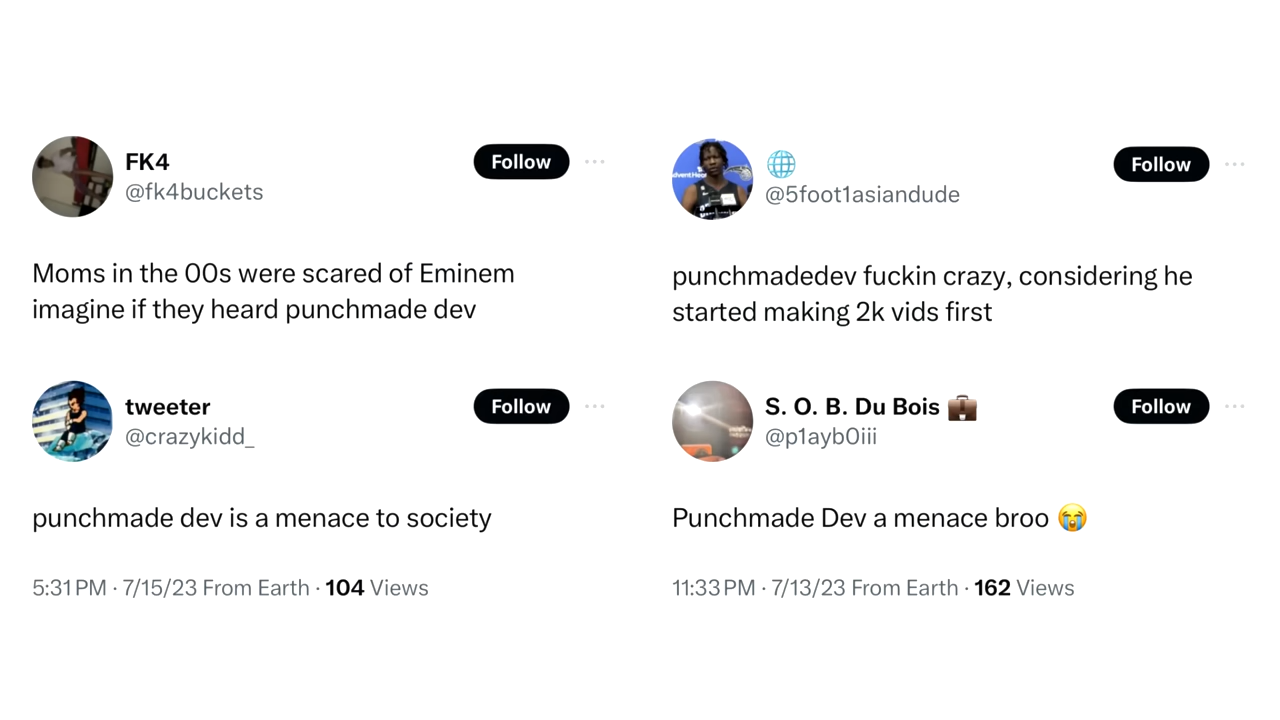 FK4
Follow
@fk4buckets
Moms in the 00s were scared of Eminem
imagine if they heard punchmade dev
🌐
Follow
@5foot1asiandude
punchmadedev fuckin crazy, considering he
started making 2k vids first
tweeter
Follow
@crazykidd_
punchmade dev is a menace to society
5:31 PM · 7/15/23 From Earth · 104 Views
S. O. B. Du Bois 💼
Follow
@p1ayb0iii
Punchmade Dev a menace broo 😭
11:33 PM · 7/13/23 From Earth · 162 Views